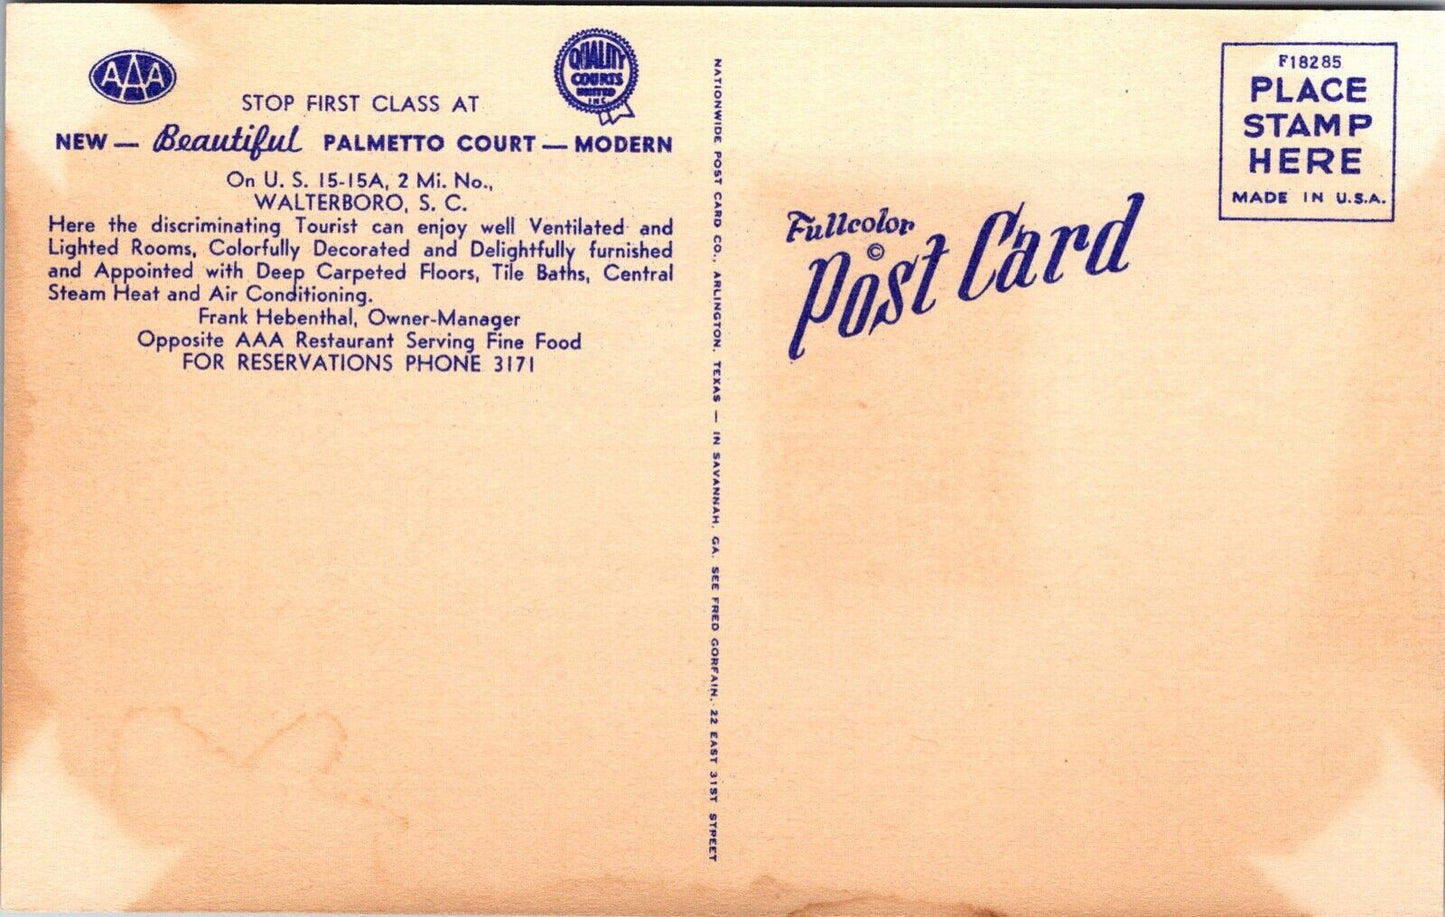 AAA
QUALITY
COURTS
UNITED
INC
STOP FIRST CLASS AT
NEW — Beautiful PALMETTO COURT — MODERN
On U. S. 15-15A, 2 Mi. No.,
WALTERBORO, S. C.
Here the discriminating Tourist can enjoy well Ventilated and
Lighted Rooms, Colorfully Decorated and Delightfully furnished
and Appointed with Deep Carpeted Floors, Tile Baths, Central
Steam Heat and Air Conditioning.
Frank Hebenthal, Owner-Manager
Opposite AAA Restaurant Serving Fine Food
FOR RESERVATIONS PHONE 3171
NATIONWIDE POST CARD CO., ARLINGTON, TEXAS — IN SAVANNAH, GA. SEE FRED GORFAIN, 22 EAST 31ST STREET
Fullcolor
©
Post Card
F18285
PLACE
STAMP
HERE
MADE IN U.S.A.